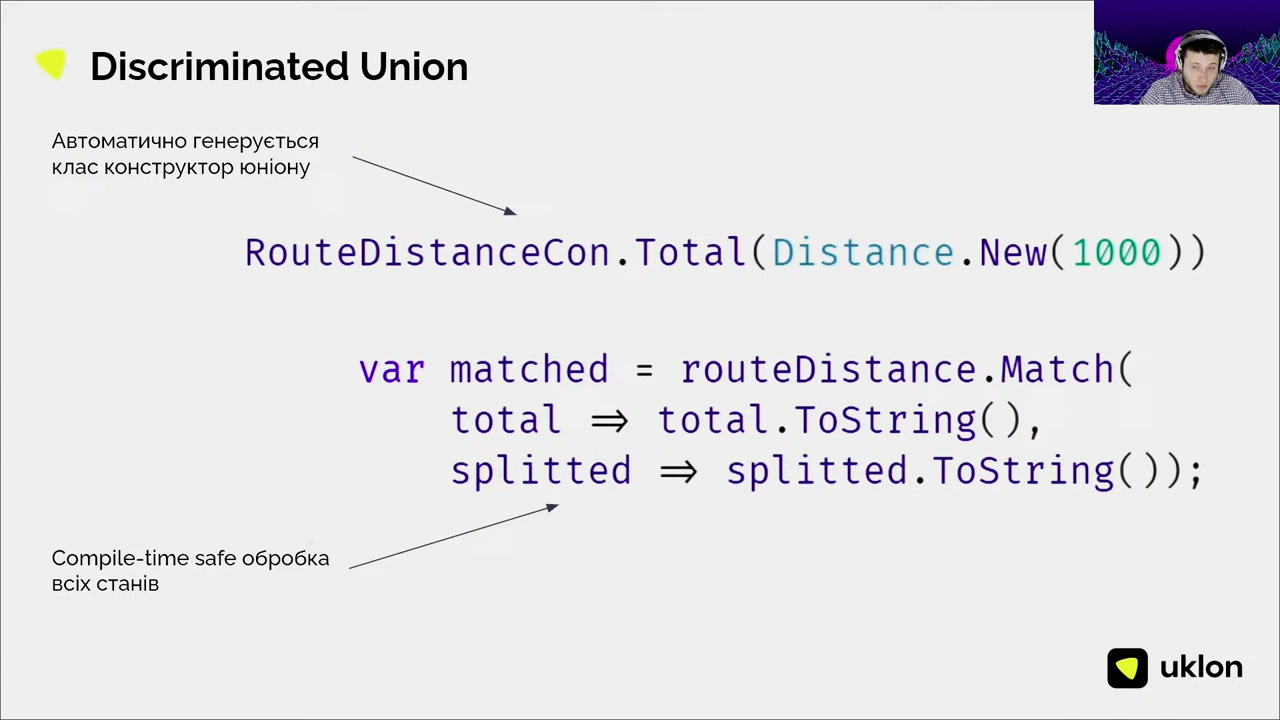 Discriminated Union
Автоматично генерується
клас конструктор юніону
RouteDistanceCon.Total(Distance.New(1000))
var matched = routeDistance.Match(
total ⇒ total.ToString(),
splitted ⇒ splitted.ToString());
Compile-time safe обробка
всіх станів
uklon